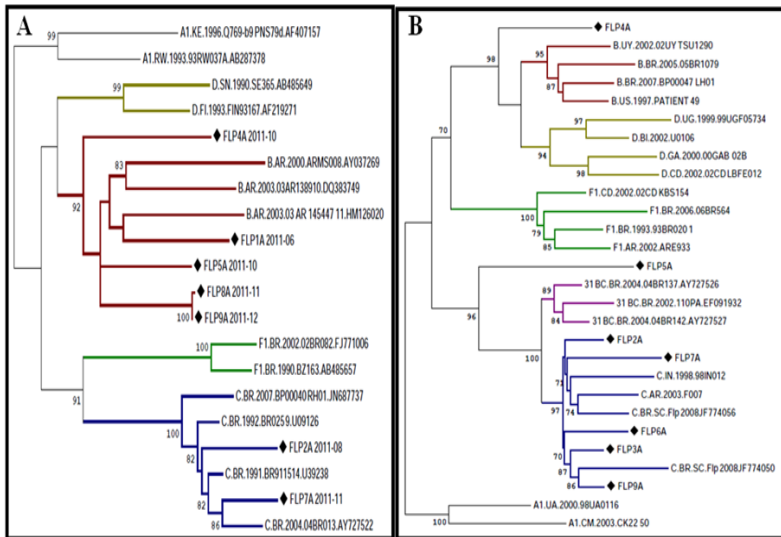 A
A1.KE.1996.Q769-b9 PNS79d.AF407157
99
A1.RW.1993.93RW037A.AB287378
D.SN.1990.SE365.AB485649
99
D.FI.1993.FIN93167.AF219271
FLP4A 2011-10
B.AR.2000.ARMS008.AY037269
83
B.AR.2003.03AR138910.DQ383749
92
B.AR.2003.03 AR 145447 11.HM126020
FLP1A 2011-06
FLP5A 2011-10
FLP8A 2011-11
100
FLP9A 2011-12
F1.BR.2002.02BR082.FJ771006
100
F1.BR.1990.BZ163.AB485657
91
C.BR.2007.BP00040 RH01.JN687737
100
C.BR.1992.BR025 9.U09126
82
FLP2A 2011-08
C.BR.1991.BR911514.U39238
82
FLP7A 2011-11
86
C.BR.2004.04BR013.AY727522
B
FLP4A
98
B.UY.2002.02UY TSU1290
95
B.BR.2005.05BR1079
B.BR.2007.BP00047 LH01
87
B.US.1997.PATIENT 49
70
D.UG.1999.99UGF05734
97
D.BI.2002.U0106
94
D.GA.2000.00GAB 02B
98
D.CD.2002.02CD LBFE012
F1.CD.2002.02CD KBS154
100
F1.BR.2006.06BR564
79
F1.BR.1993.93BR020 1
85
F1.AR.2002.ARE933
FLP5A
96
31 BC.BR.2004.04BR137.AY727526
89
31 BC.BR.2002.110PA.EF091932
84
31 BC.BR.2004.04BR142.AY727527
100
FLP2A
FLP7A
71
C.IN.1998.98IN012
C.AR.2003.F007
74
C.BR.SC.Flp 2008JF774056
97
FLP6A
70
FLP3A
87
C.BR.SC.Flp 2008JF774050
86
FLP9A
A1.UA.2000.98UA0116
100
A1.CM.2003.CK22 50